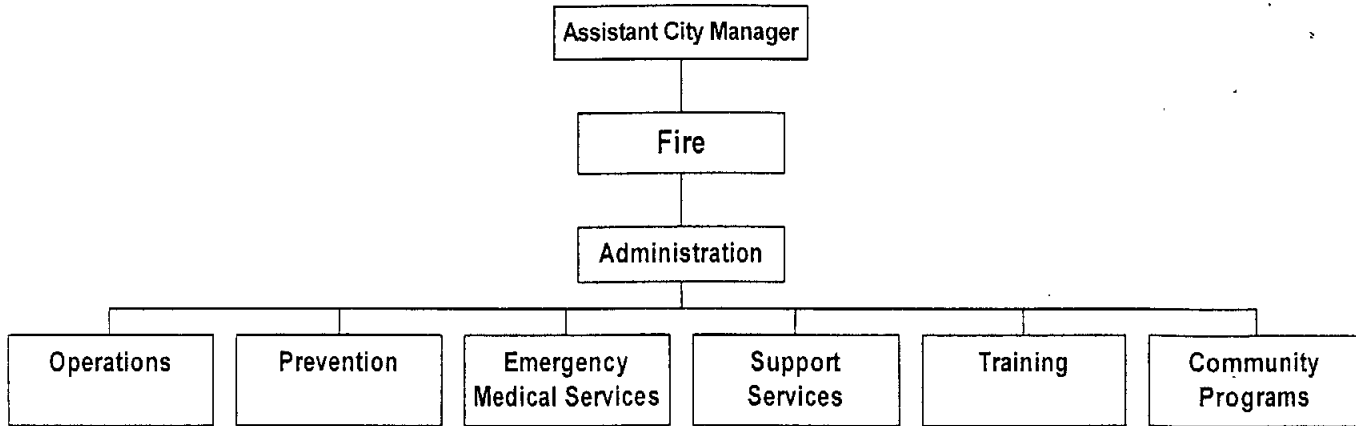 Assistant City Manager
Fire
Administration
Operations
Prevention
Emergency
Medical Services
Support
Services
Training
Community
Programs